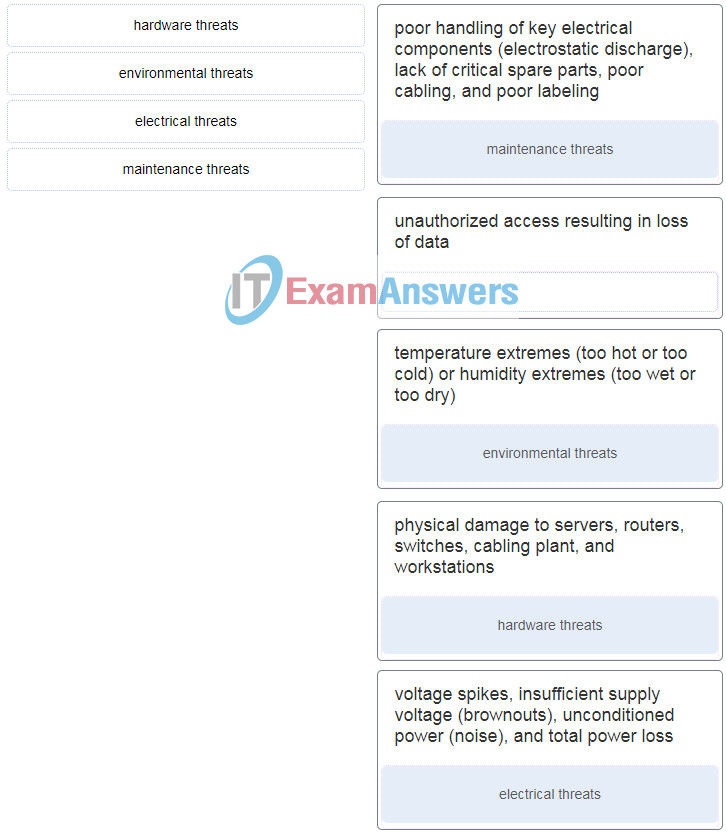 hardware threats
environmental threats
electrical threats
maintenance threats
poor handling of key electrical
components (electrostatic discharge),
lack of critical spare parts, poor
cabling, and poor labeling
maintenance threats
unauthorized access resulting in loss
of data
IT ExamAnswers
temperature extremes (too hot or too
cold) or humidity extremes (too wet or
too dry)
environmental threats
physical damage to servers, routers,
switches, cabling plant, and
workstations
hardware threats
voltage spikes, insufficient supply
voltage (brownouts), unconditioned
power (noise), and total power loss
electrical threats